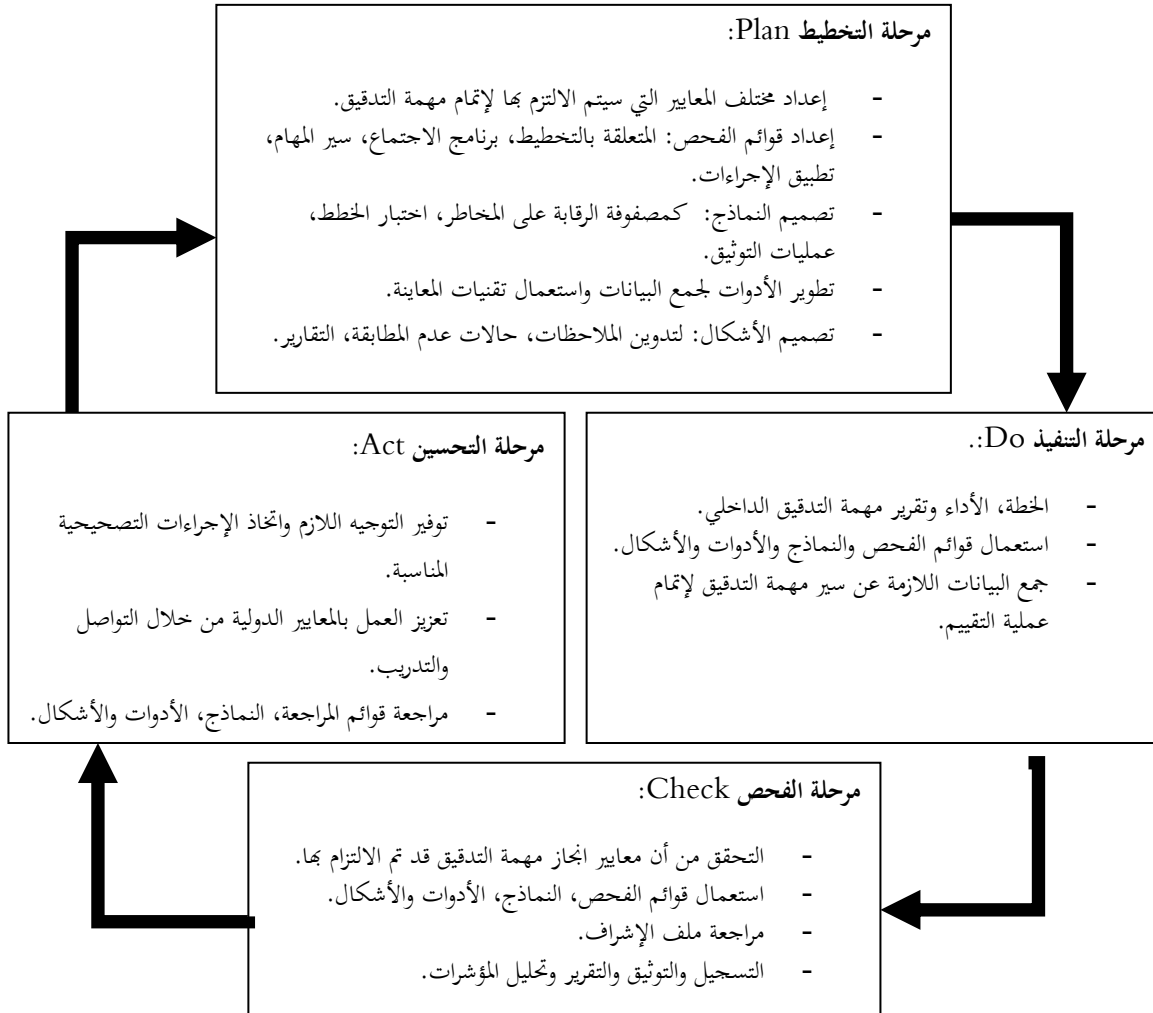 مرحلة التخطيط Plan:
- إعداد مختلف المعايير التي سيتم الالتزم بها لإتمام مهمة التدقيق.
- إعداد قوائم الفحص: المتعلقة بالتخطيط، برنامج الاجتماع، سير المهام،
تطبيق الإجراءات.
- تصميم النماذج: كمصفوفة الرقابة على المخاطر، اختبار الخطط،
عمليات التوثيق.
- تطوير الأدوات لجمع البيانات واستعمال تقنيات المعاينة.
- تصميم الأشكال: لتدوين الملاحظات، حالات عدم المطابقة، التقارير.
مرحلة التنفيذ Do:.
- الخطة، الأداء وتقرير مهمة التدقيق الداخلي.
- استعمال قوائم الفحص والنماذج والأدوات والأشكال.
- جمع البيانات اللازمة عن سير مهمة التدقيق لإتمام
عملية التقييم.
مرحلة الفحص Check:
- التحقق من أن معايير انجاز مهمة التدقيق قد تم الالتزام بها.
- استعمال قوائم الفحص، النماذج، الأدوات والأشكال.
- مراجعة ملف الإشراف.
- التسجيل والتوثيق والتقرير وتحليل المؤشرات.
مرحلة التحسين Act:
- توفير التوجيه اللازم واتخاذ الإجراءات التصحيحية
المناسبة.
- تعزيز العمل بالمعايير الدولية من خلال التواصل
والتدريب.
- مراجعة قوائم المراجعة، النماذج، الأدوات والأشكال.